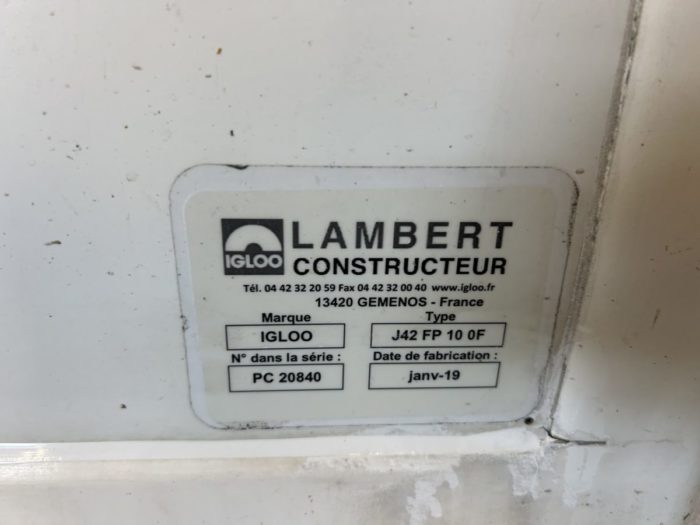 IGLOO
LAMBERT
CONSTRUCTEUR
Tél. 04 42 32 20 59 Fax 04 42 32 00 40 www.igloo.fr
13420 GEMENOS - France
Marque Type
IGLOO J42 FP 10 0F
N° dans la série : Date de fabrication :
PC 20840 janv-19